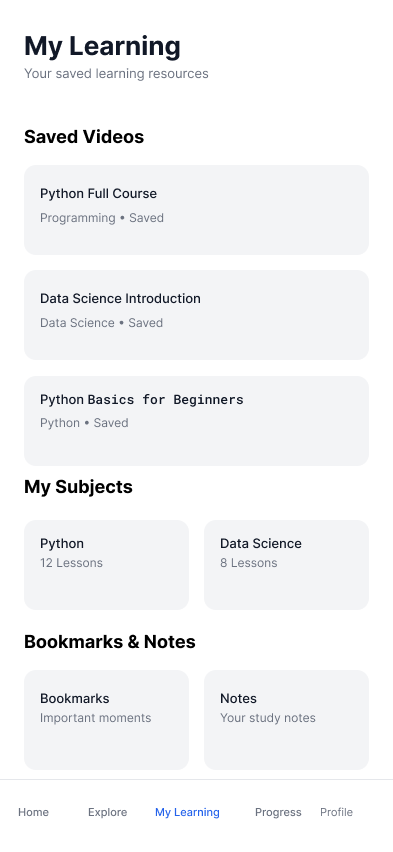 My Learning
Your saved learning resources
Saved Videos
Python Full Course
Programming • Saved
Data Science Introduction
Data Science • Saved
Python Basics for Beginners
Python • Saved
My Subjects
Python
12 Lessons
Data Science
8 Lessons
Bookmarks & Notes
Bookmarks
Important moments
Notes
Your study notes
Home Explore My Learning Progress Profile